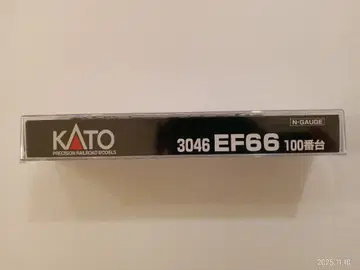 KATO
PRECISION RAILROAD MODELS
N-GAUGE
3046 EF66 100番台
2025.11.10